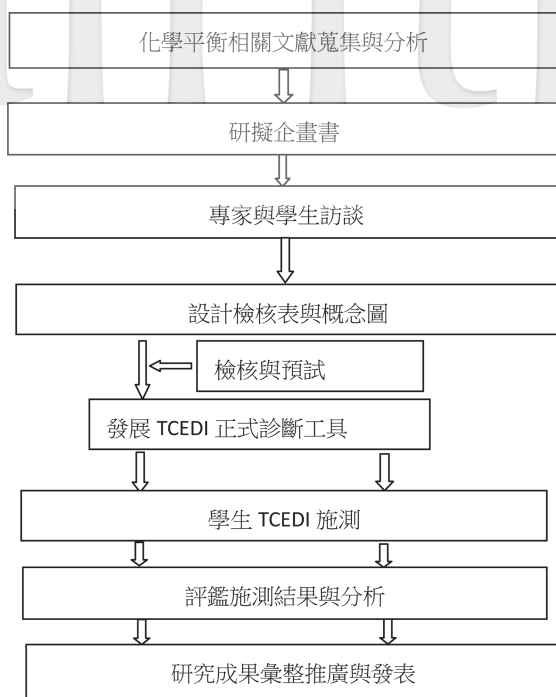 化學平衡相關文獻蒐集與分析
研擬企畫書
專家與學生訪談
設計檢核表與概念圖
檢核與預試
發展 TCEDI 正式診斷工具
學生 TCEDI 施測
評鑑施測結果與分析
研究成果彙整推廣與發表